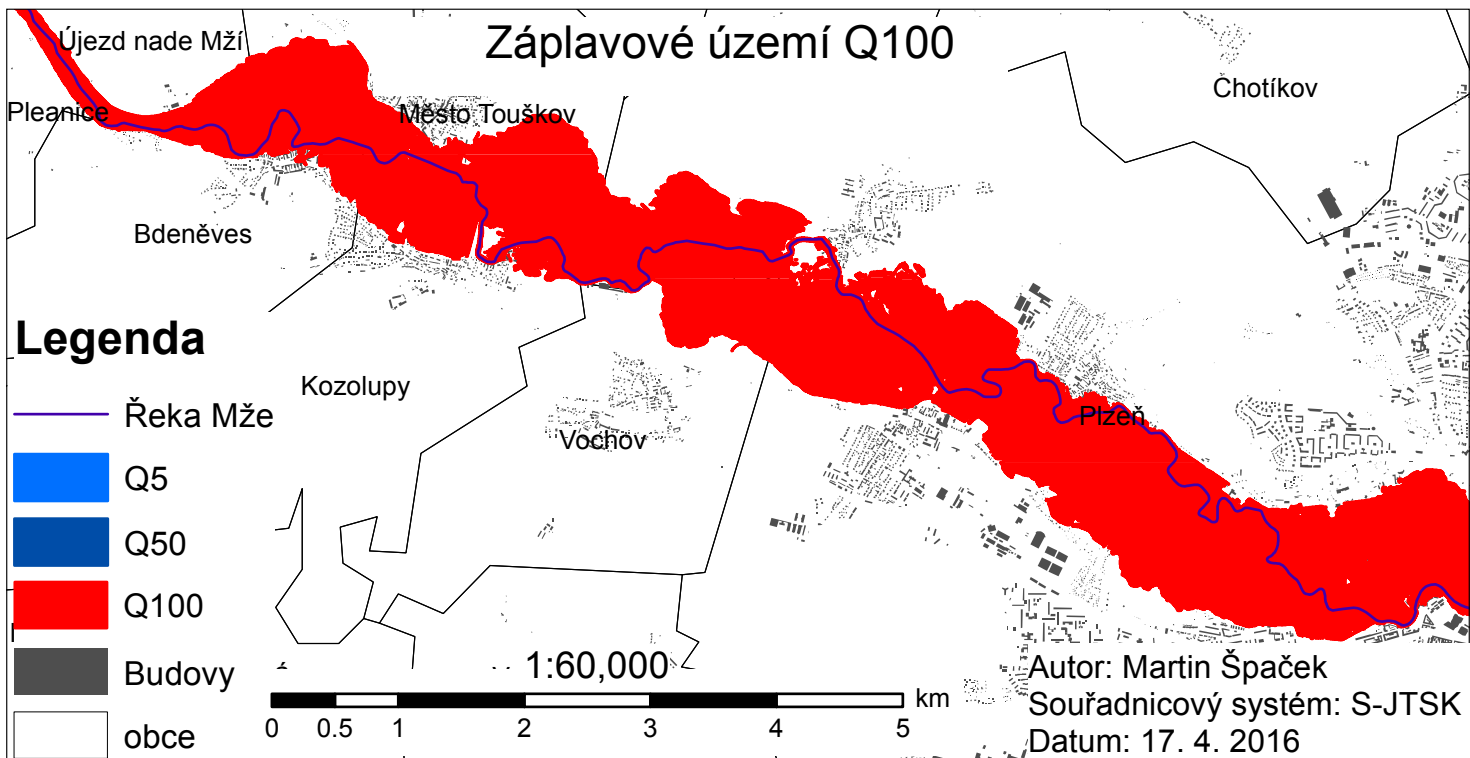 Záplavové území Q100
Újezd nade Mží
Pleanice
Město Touškov
Chotíkov
Bdeněves
Kozolupy
Vochov
Plzeň
Legenda
Řeka Mže
Q5
Q50
Q100
Budovy
obce
1:60,000
0 0.5 1 2 3 4 5 km
Autor: Martin Špaček
Souřadnicový systém: S-JTSK
Datum: 17. 4. 2016